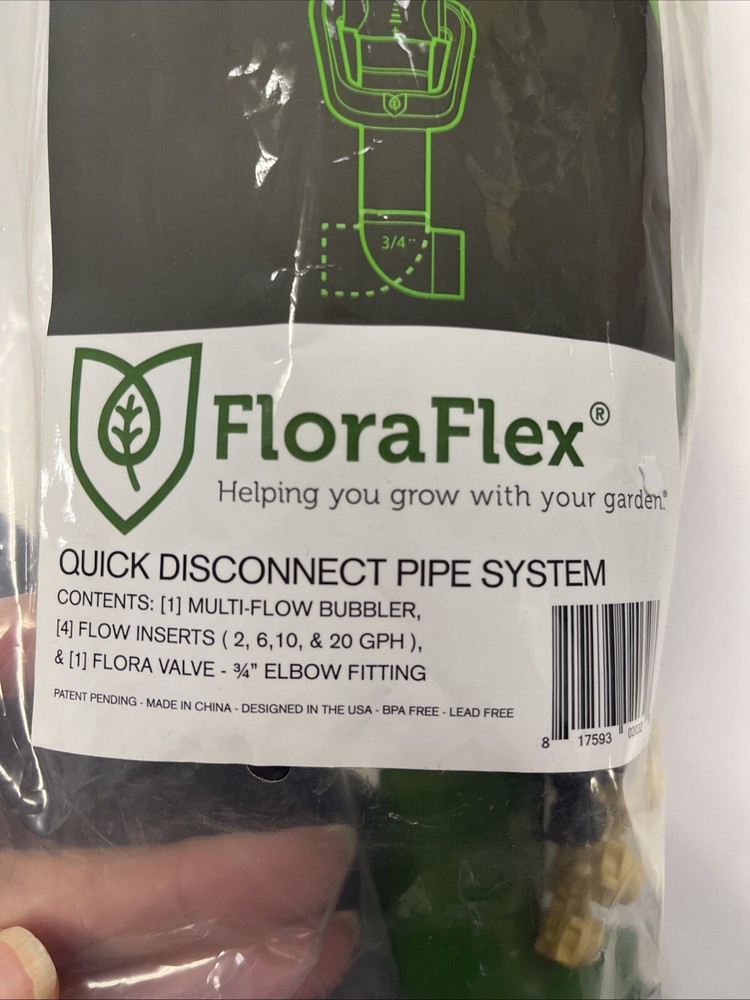 3/4"
FloraFlex®
Helping you grow with your garden.®
QUICK DISCONNECT PIPE SYSTEM
CONTENTS: [1] MULTI-FLOW BUBBLER,
[4] FLOW INSERTS ( 2, 6,10, & 20 GPH ),
& [1] FLORA VALVE - ¾” ELBOW FITTING
PATENT PENDING - MADE IN CHINA - DESIGNED IN THE USA - BPA FREE - LEAD FREE
8 17593